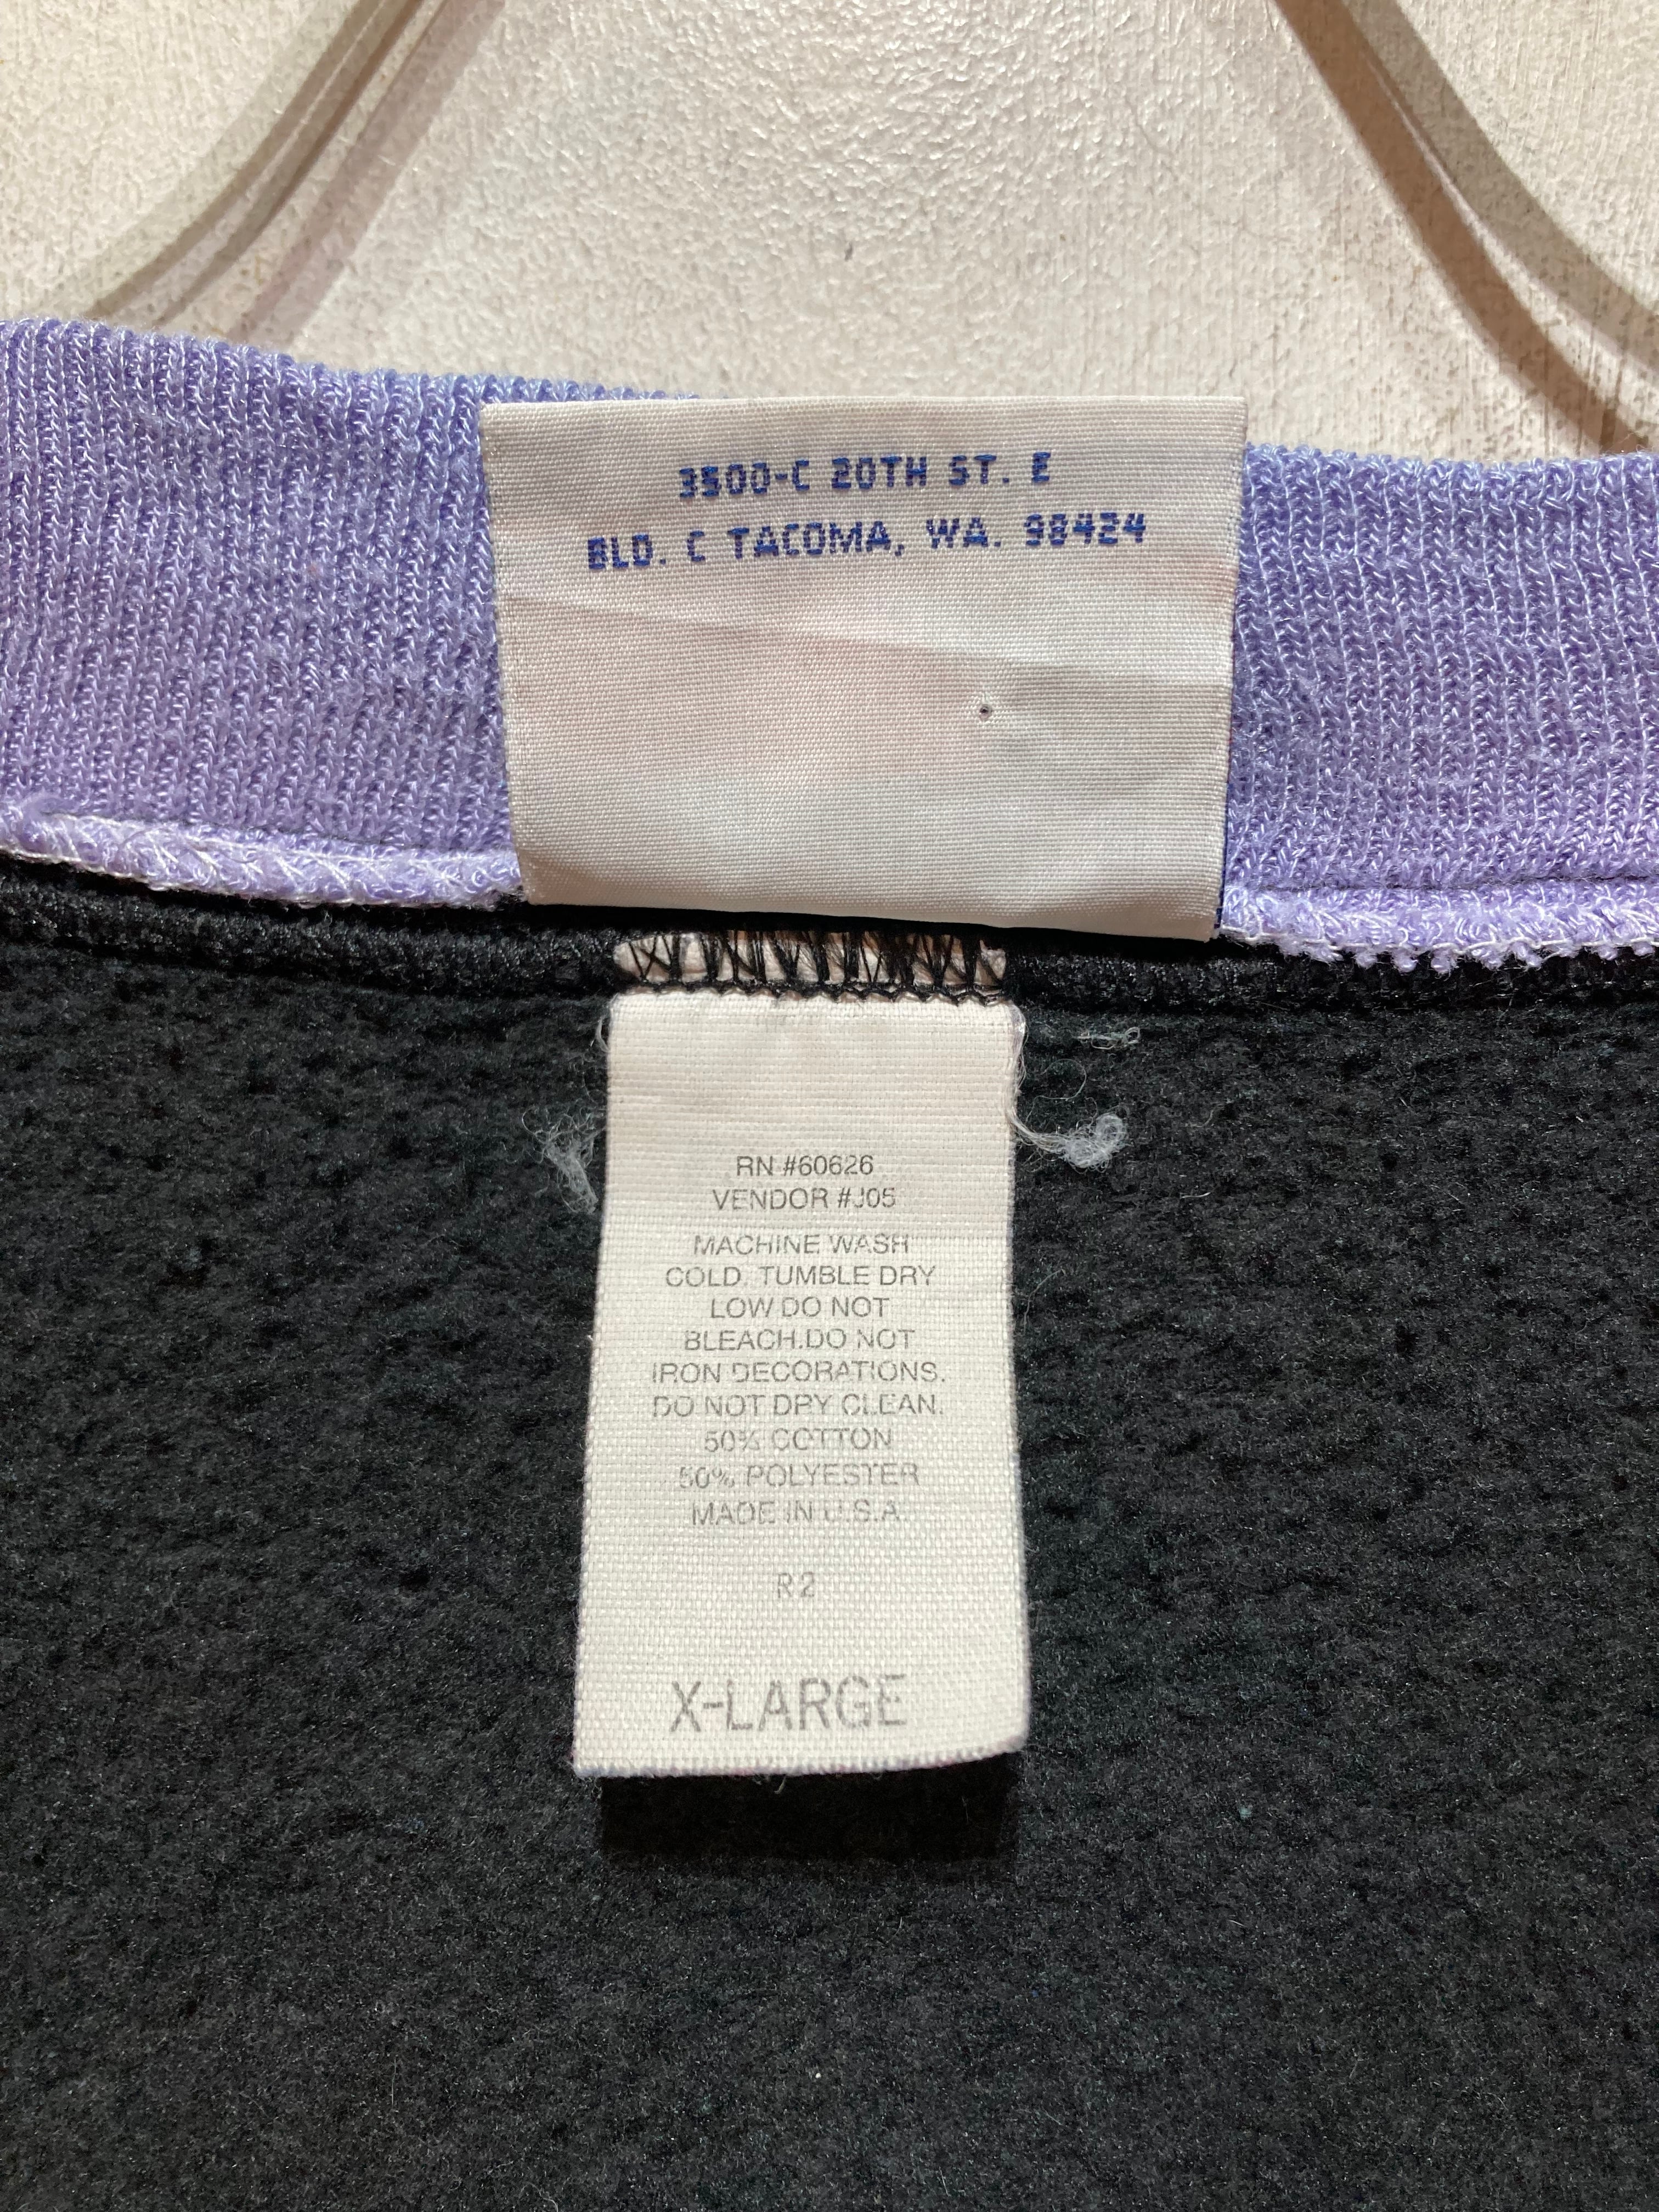 3500-C 20TH ST. E
BLD. C TACOMA, WA. 98424
RN #60626
VENDOR #J05
MACHINE WASH
COLD, TUMBLE DRY
LOW DO NOT
BLEACH.DO NOT
IRON DECORATIONS.
DO NOT DRY CLEAN.
50% COTTON
50% POLYESTER
MADE IN U.S.A.
R2
X-LARGE